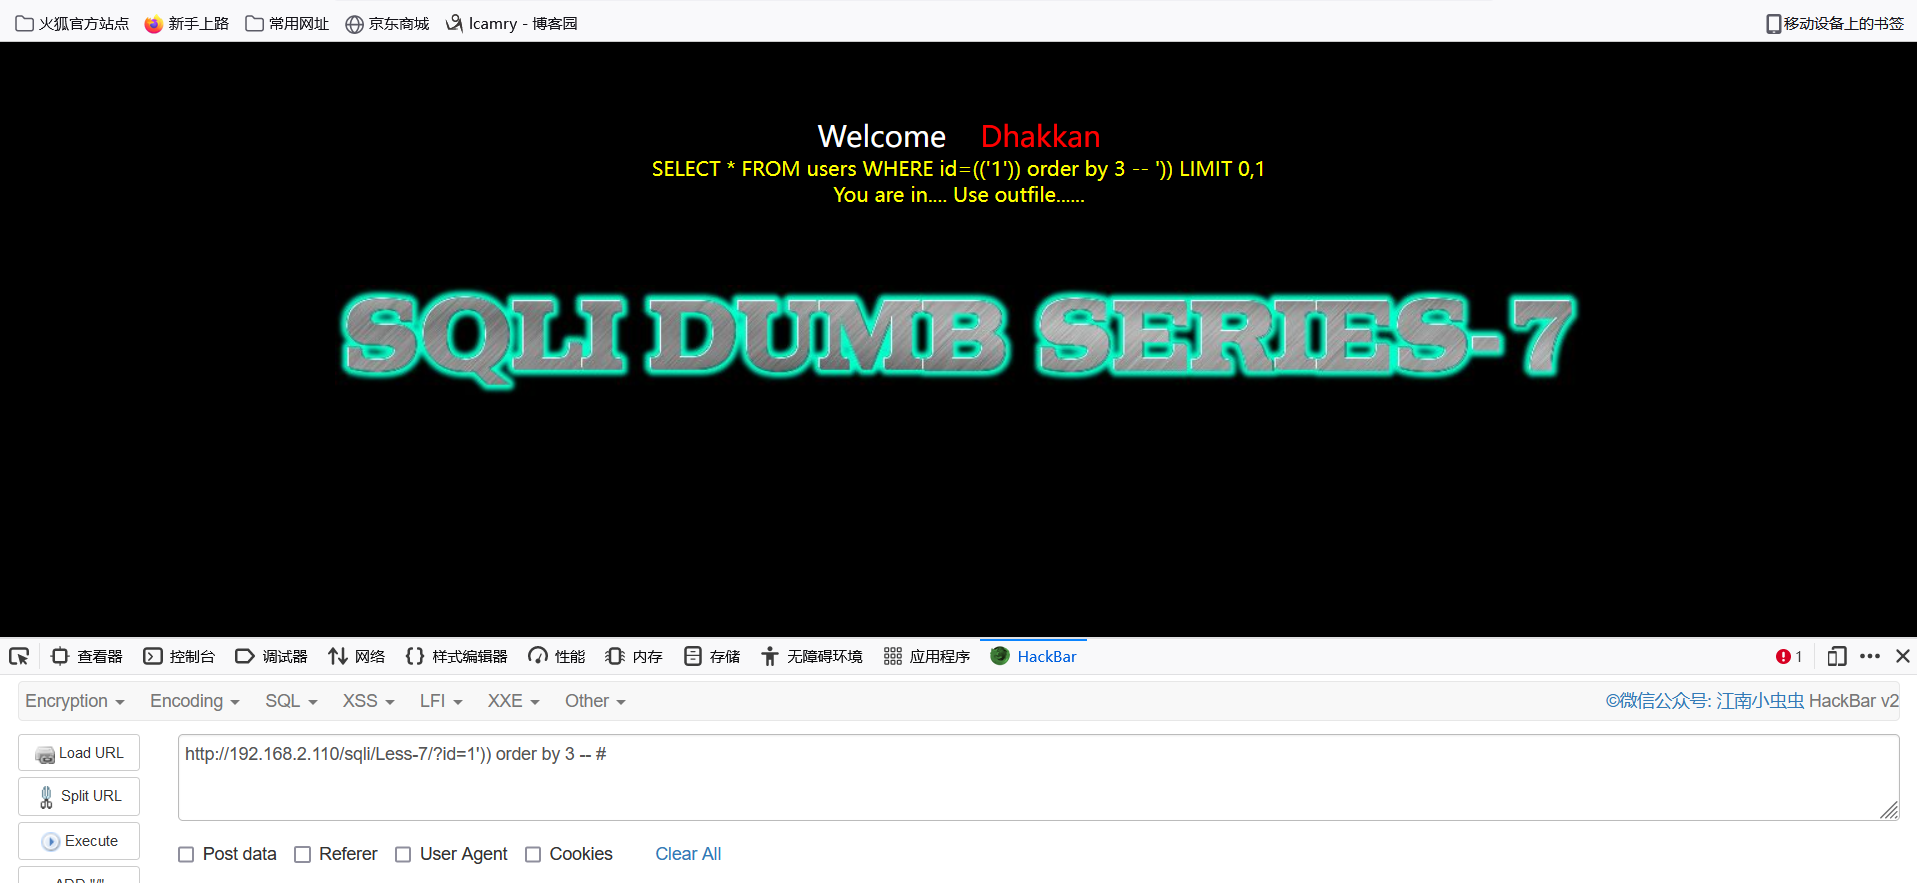 火狐官方站点 新手上路 常用网址 京东商城 lcamry - 博客园 移动设备上的书签
Welcome Dhakkan
SELECT * FROM users WHERE id=(('1')) order by 3 -- ')) LIMIT 0,1
You are in.... Use outfile......
SQLI DUMB SERIES-7
查看器 控制台 调试器 网络 样式编辑器 性能 内存 存储 无障碍环境 应用程序 HackBar 1
Encryption Encoding SQL XSS LFI XXE Other ©微信公众号: 江南小虫虫 HackBar v2
Load URL http://192.168.2.110/sqli/Less-7/?id=1')) order by 3 -- #
Split URL
Execute
Post data Referer User Agent Cookies Clear All
ADD "/"